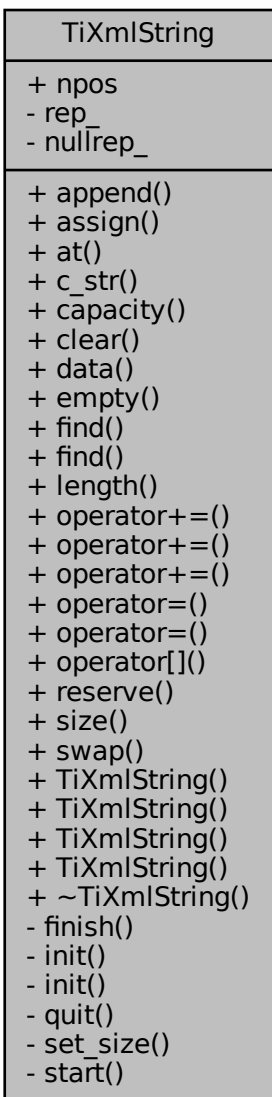 TiXmlString
+ npos
- rep_
- nullrep_
+ append()
+ assign()
+ at()
+ c_str()
+ capacity()
+ clear()
+ data()
+ empty()
+ find()
+ find()
+ length()
+ operator+=()
+ operator+=()
+ operator+=()
+ operator=()
+ operator=()
+ operator[]()
+ reserve()
+ size()
+ swap()
+ TiXmlString()
+ TiXmlString()
+ TiXmlString()
+ TiXmlString()
+ ~TiXmlString()
- finish()
- init()
- init()
- quit()
- set_size()
- start()